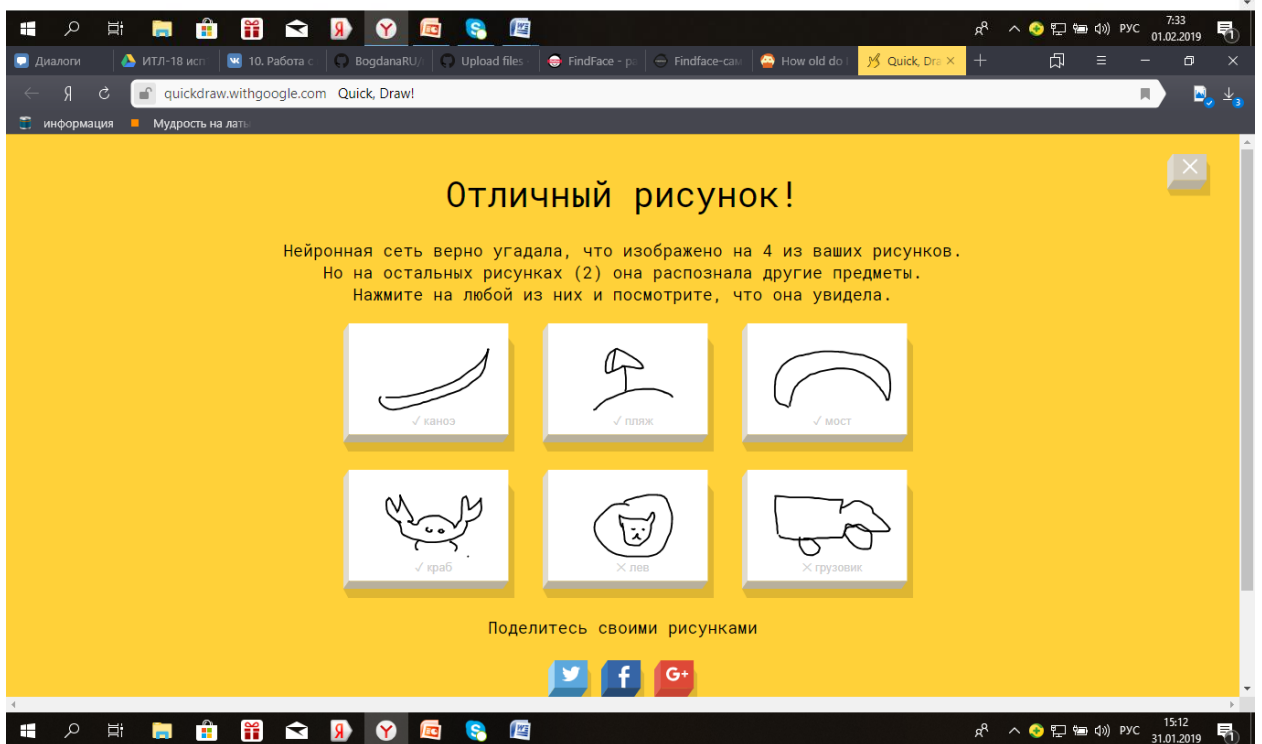 РУС
7:33
01.02.2019
Диалоги
ИТЛ-18 исп
10. Работа с
BogdanaRU/
Upload files
FindFace - ра
Findface-сам
How old do
Quick, Dra
quickdraw.withgoogle.com Quick, Draw!
информация
Мудрость на латы
Отличный рисунок!
Нейронная сеть верно угадала, что изображено на 4 из ваших рисунков.
Но на остальных рисунках (2) она распознала другие предметы.
Нажмите на любой из них и посмотрите, что она увидела.
✓ каноэ
✓ пляж
✓ мост
✓ краб
× лев
× грузовик
Поделитесь своими рисунками
G+
РУС
15:12
31.01.2019